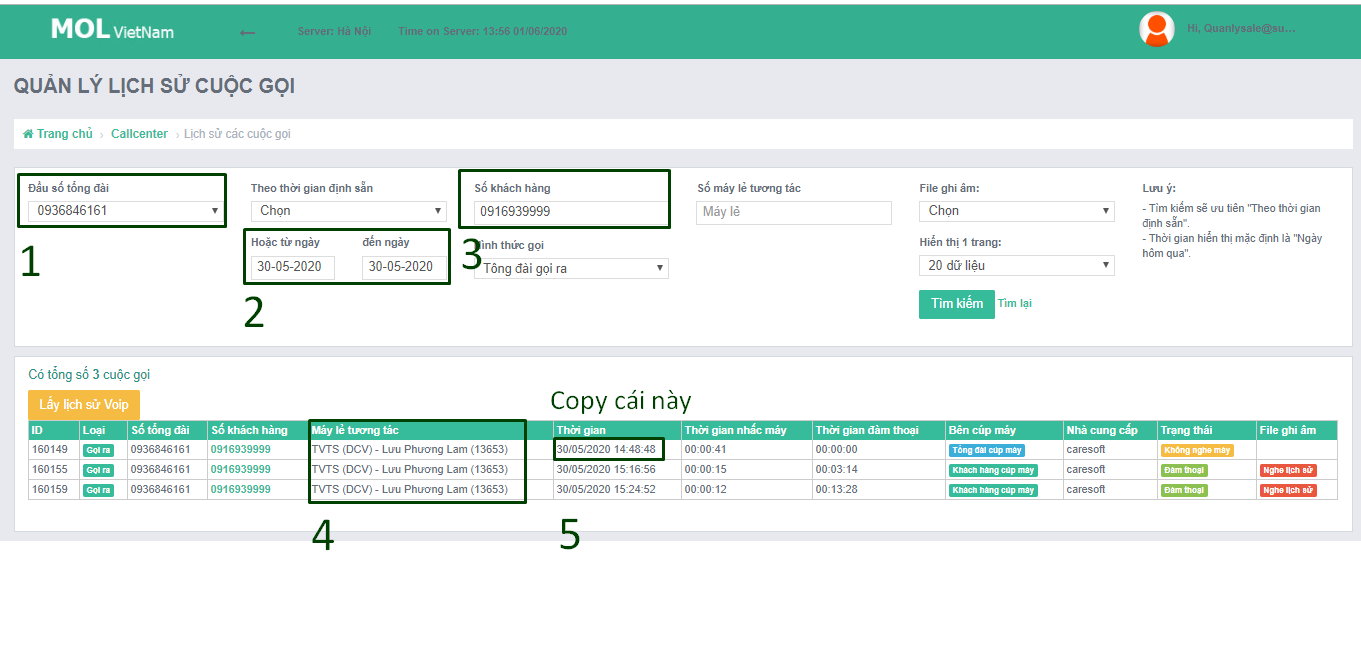 MOL VietNam
Server: Hà Nội Time on Server: 13:56 01/06/2020
Hi, Quanlysale@su...
QUẢN LÝ LỊCH SỬ CUỘC GỌI
Trang chủ › Callcenter › Lịch sử các cuộc gọi
Đầu số tổng đài
0936846161
1
Theo thời gian định sẵn
Chọn
Hoặc từ ngày đến ngày
30-05-2020 30-05-2020
2
Số khách hàng
0916939999
3
Hình thức gọi
Tổng đài gọi ra
Số máy lẻ tương tác
Máy lẻ
File ghi âm:
Chọn
Hiển thị 1 trang:
20 dữ liệu
Tìm kiếm Tìm lại
Lưu ý:
- Tìm kiếm sẽ ưu tiên "Theo thời gian
định sẵn".
- Thời gian hiển thị mặc định là "Ngày
hôm qua".
Có tổng số 3 cuộc gọi
Lấy lịch sử Voip
Copy cái này
ID Loại Số tổng đài Số khách hàng Máy lẻ tương tác Thời gian Thời gian nhấc máy Thời gian đàm thoại Bên cúp máy Nhà cung cấp Trạng thái File ghi âm
160149 Gọi ra 0936846161 0916939999 TVTS (DCV) - Lưu Phương Lam (13653) 30/05/2020 14:48:48 00:00:41 00:00:00 Tổng đài cúp máy caresoft Không nghe máy
160155 Gọi ra 0936846161 0916939999 TVTS (DCV) - Lưu Phương Lam (13653) 30/05/2020 15:16:56 00:00:15 00:03:14 Khách hàng cúp máy caresoft Đàm thoại Nghe lịch sử
160159 Gọi ra 0936846161 0916939999 TVTS (DCV) - Lưu Phương Lam (13653) 30/05/2020 15:24:52 00:00:12 00:13:28 Khách hàng cúp máy caresoft Đàm thoại Nghe lịch sử
4 5